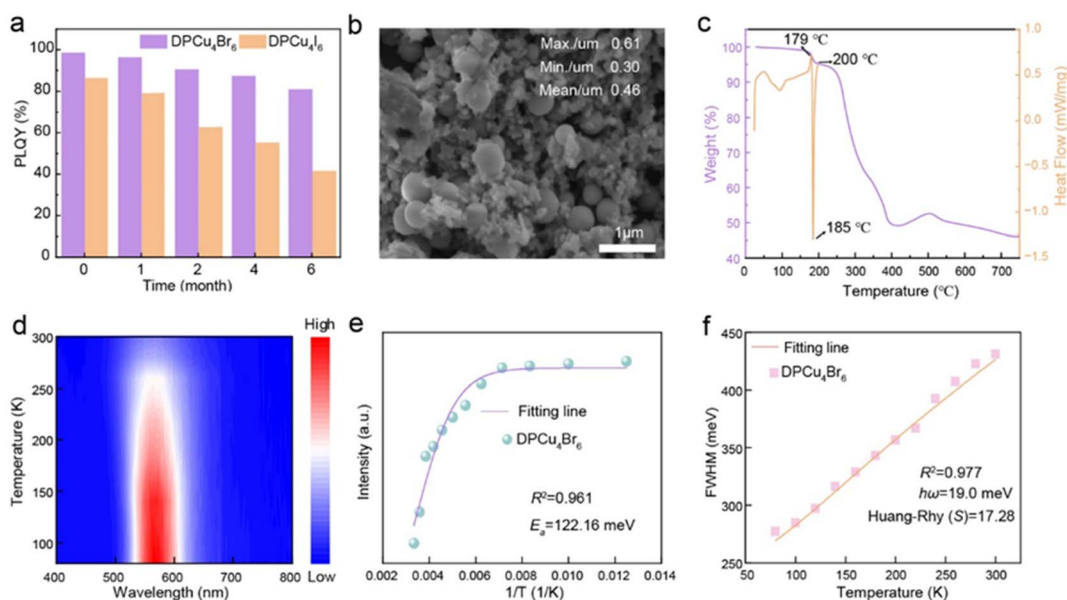 a
PLQY (%)
100
80
60
40
20
0
DPCu₄Br₆
DPCu₄I₆
0 1 2 4 6
Time (month)
b
Max./um 0.61
Min./um 0.30
Mean/um 0.46
1μm
c
Weight (%)
100
90
80
70
60
50
40
179 ℃
200 ℃
185 ℃
1.0
0.5
0.0
−0.5
−1.0
−1.5
Heat Flow (mW/mg)
0 100 200 300 400 500 600 700
Temperature (℃)
d
Temperature (K)
300
250
200
150
100
400 500 600 700 800
Wavelength (nm)
High
Low
e
Intensity (a.u.)
Fitting line
DPCu₄Br₆
R²=0.961
Eₐ=122.16 meV
0.002 0.004 0.006 0.008 0.010 0.012 0.014
1/T (1/K)
f
FWHM (meV)
450
400
350
300
250
Fitting line
DPCu₄Br₆
R²=0.977
hω=19.0 meV
Huang-Rhy (S)=17.28
50 100 150 200 250 300
Temperature (K)